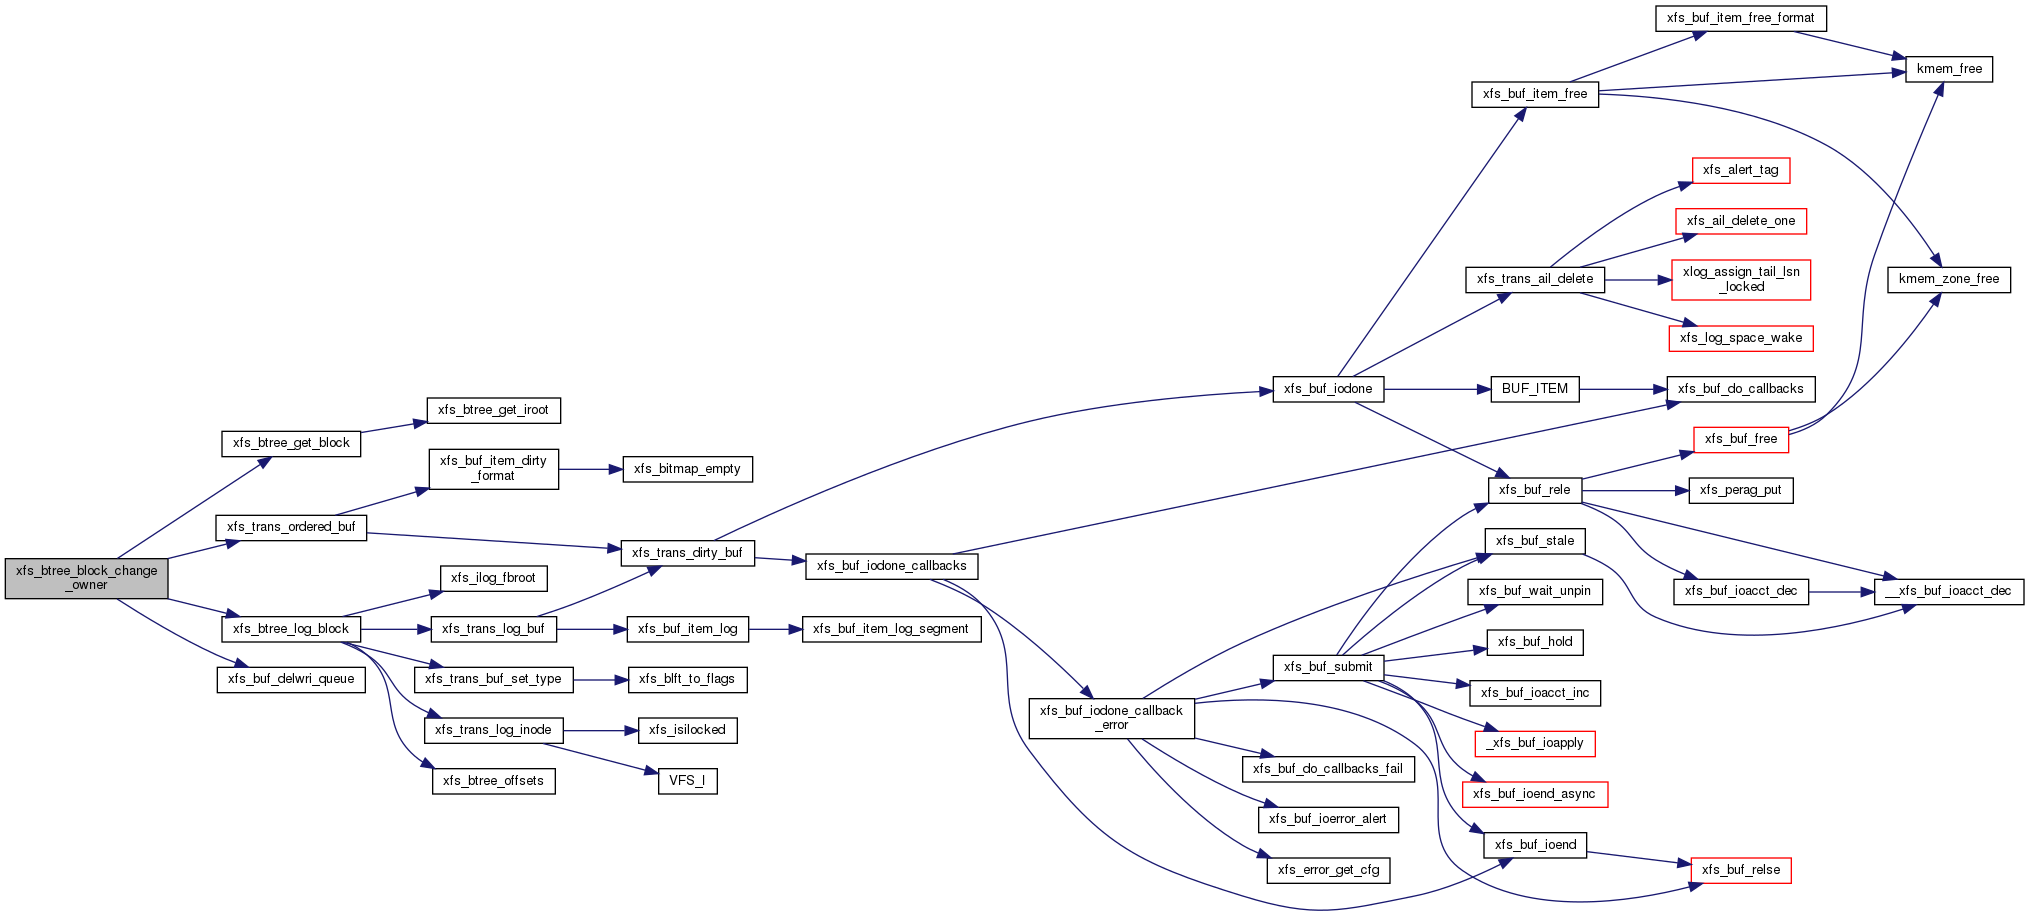 xfs_btree_block_change
_owner
xfs_btree_get_block
xfs_btree_get_iroot
xfs_trans_ordered_buf
xfs_buf_item_dirty
_format
xfs_bitmap_empty
xfs_trans_dirty_buf
xfs_btree_log_block
xfs_ilog_fbroot
xfs_trans_log_buf
xfs_buf_item_log
xfs_buf_item_log_segment
xfs_trans_buf_set_type
xfs_blft_to_flags
xfs_trans_log_inode
xfs_isilocked
VFS_I
xfs_btree_offsets
xfs_buf_delwri_queue
xfs_buf_iodone_callbacks
xfs_buf_iodone
xfs_buf_item_free
xfs_buf_item_free_format
kmem_free
kmem_zone_free
xfs_trans_ail_delete
xfs_alert_tag
xfs_ail_delete_one
xlog_assign_tail_lsn
_locked
xfs_log_space_wake
BUF_ITEM
xfs_buf_do_callbacks
xfs_buf_rele
xfs_buf_free
xfs_perag_put
xfs_buf_ioacct_dec
__xfs_buf_ioacct_dec
xfs_buf_iodone_callback
_error
xfs_buf_stale
xfs_buf_submit
xfs_buf_wait_unpin
xfs_buf_hold
xfs_buf_ioacct_inc
_xfs_buf_ioapply
xfs_buf_ioend_async
xfs_buf_ioend
xfs_buf_relse
xfs_buf_do_callbacks_fail
xfs_buf_ioerror_alert
xfs_error_get_cfg